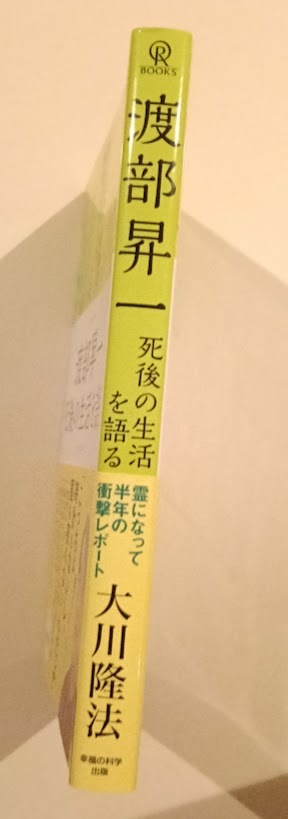 OR
BOOKS
渡部昇一
死後の生活
を語る
霊になって
半年の
衝撃レポート
大川隆法
幸福の科学
出版